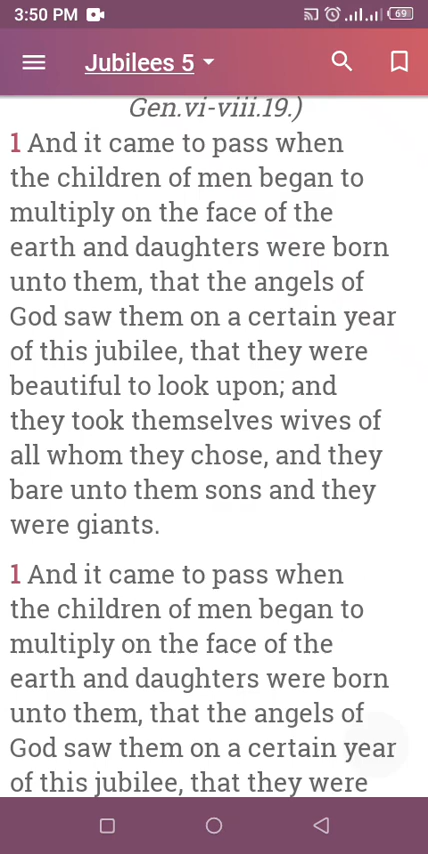 3:50 PM
69
Jubilees 5
Gen.vi-viii.19.)
1 And it came to pass when
the children of men began to
multiply on the face of the
earth and daughters were born
unto them, that the angels of
God saw them on a certain year
of this jubilee, that they were
beautiful to look upon; and
they took themselves wives of
all whom they chose, and they
bare unto them sons and they
were giants.
1 And it came to pass when
the children of men began to
multiply on the face of the
earth and daughters were born
unto them, that the angels of
God saw them on a certain year
of this jubilee, that they were